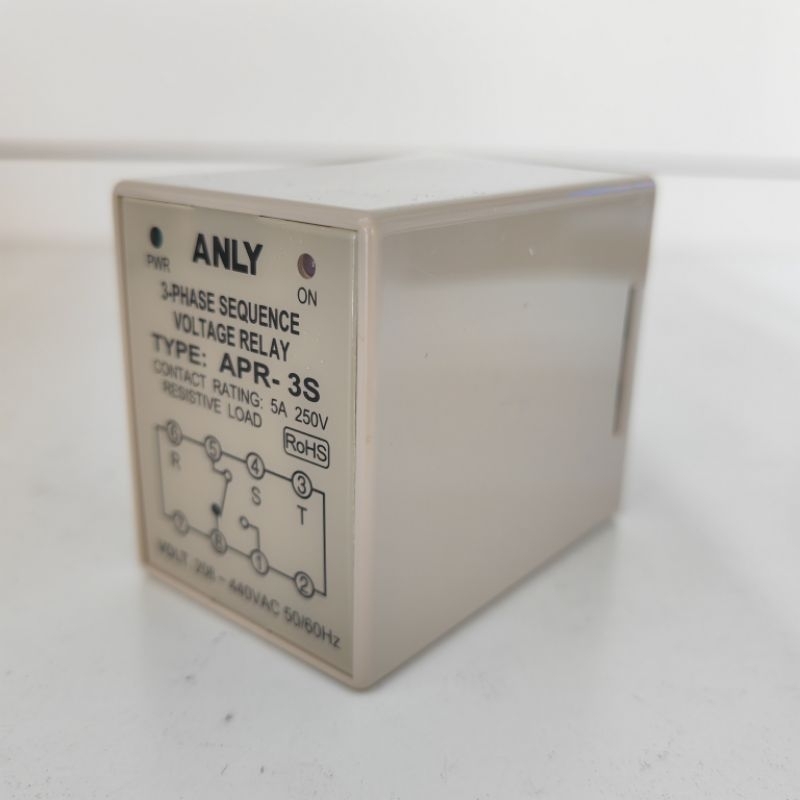 ANLY
PWR
ON
3-PHASE SEQUENCE
VOLTAGE RELAY
TYPE: APR-3S
CONTACT RATING: 5A 250V
RESISTIVE LOAD
RoHS
6 5 4 3
R S T
7 8 1 2
VOLT. 208 ~ 440VAC 50/60Hz